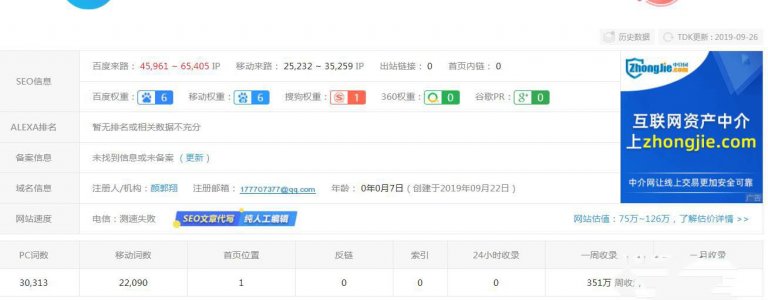 历史数据 TDK更新：2019-09-26
SEO信息
百度来路：45,961 ~ 65,405 IP 移动来路：25,232 ~ 35,259 IP 出站链接：0 首页内链：0
百度权重：6 移动权重：6 搜狗权重：1 360权重：0 谷歌PR：0
ALEXA排名 暂无排名或相关数据不充分
备案信息 未找到信息或未备案（更新）
域名信息 注册人/机构：颜郭翔 注册邮箱：177707377@qq.com 年龄：0年0月7日（创建于2019年09月22日）
网站速度 电信：测速失败 SEO文章代写 纯人工编辑 网站估值：75万~126万，了解估价详情 >>
ZhongJie.com 中介网
互联网资产中介
上zhongjie.com
中介网让线上交易更加安全可靠
广告
PC词数 移动词数 首页位置 反链 索引 24小时收录 一周收录 一月收录
30,313 22,090 1 0 0 0 351万 周收